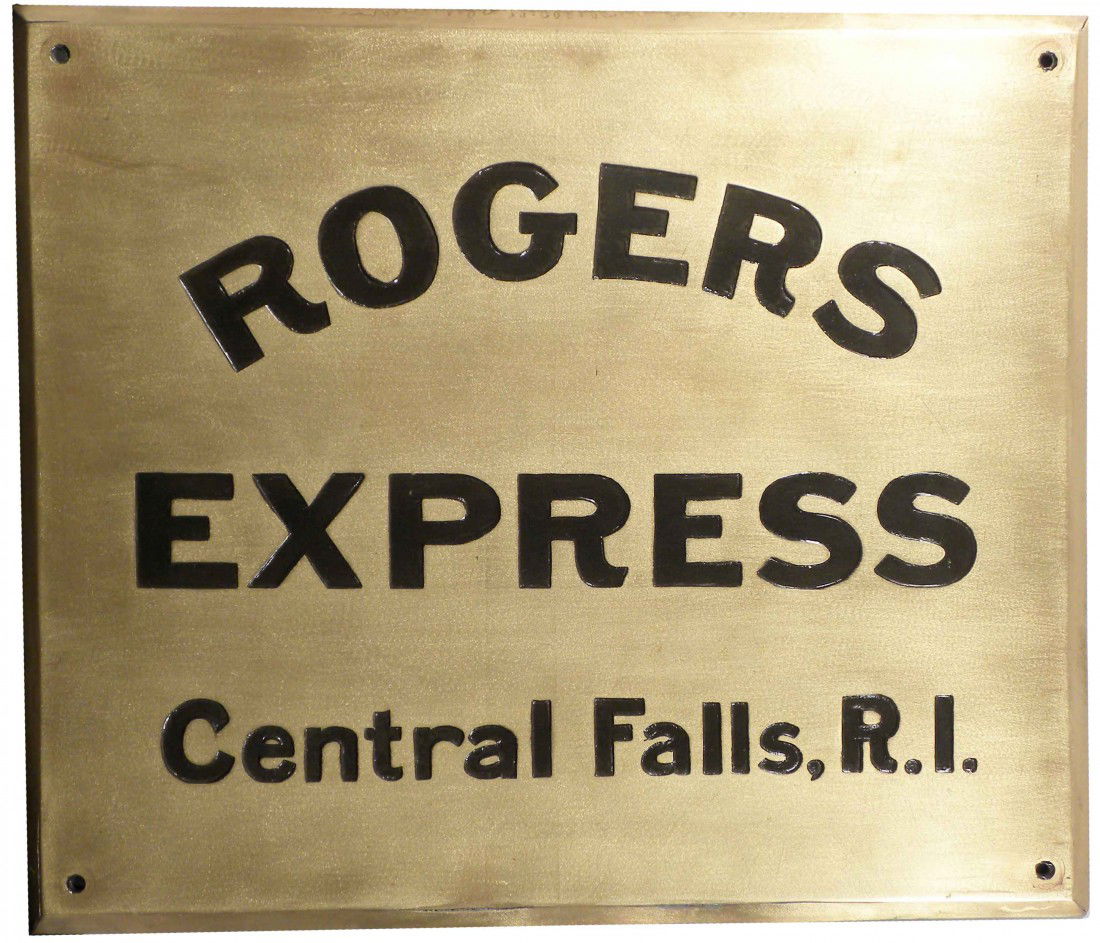 ROGERS
EXPRESS
Central Falls, R.I.